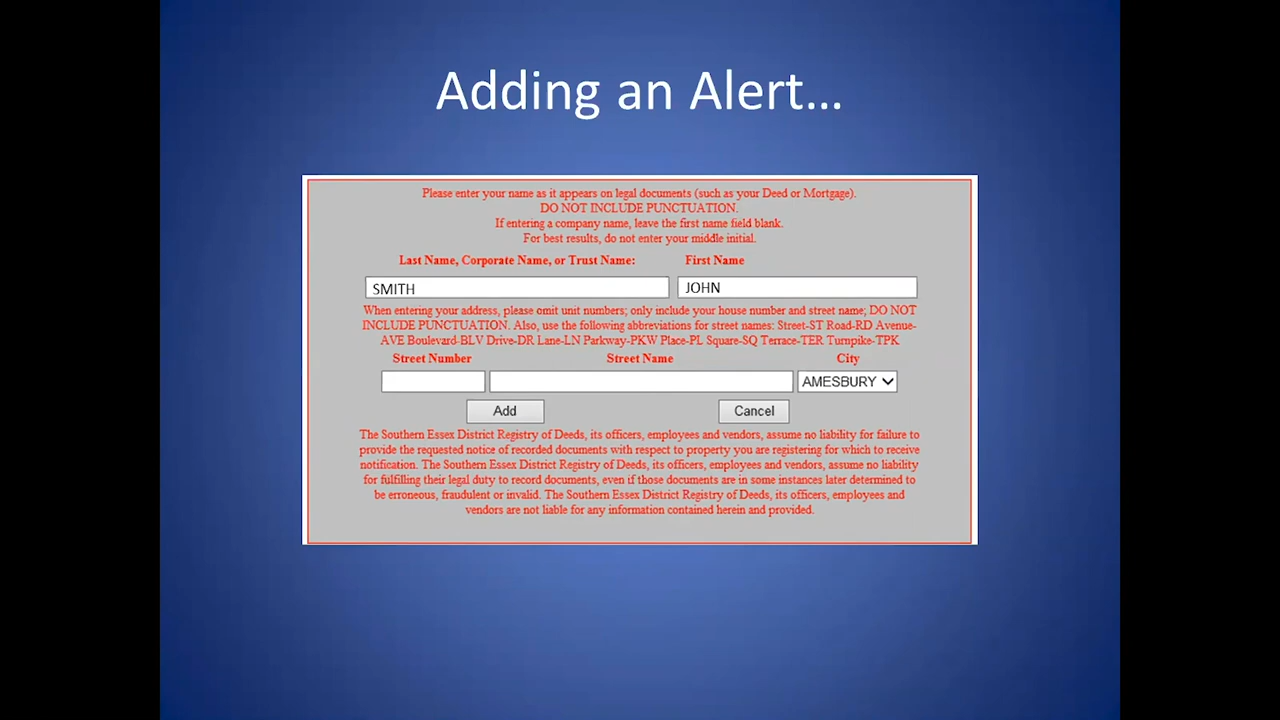 Adding an Alert...
Please enter your name as it appears on legal documents (such as your Deed or Mortgage).
DO NOT INCLUDE PUNCTUATION.
If entering a company name, leave the first name field blank.
For best results, do not enter your middle initial.
Last Name, Corporate Name, or Trust Name: First Name
SMITH JOHN
When entering your address, please omit unit numbers; only include your house number and street name; DO NOT
INCLUDE PUNCTUATION. Also, use the following abbreviations for street names: Street-ST Road-RD Avenue-
AVE Boulevard-BLV Drive-DR Lane-LN Parkway-PKW Place-PL Square-SQ Terrace-TER Turnpike-TPK
Street Number Street Name City
AMESBURY
Add Cancel
The Southern Essex District Registry of Deeds, its officers, employees and vendors, assume no liability for failure to
provide the requested notice of recorded documents with respect to property you are registering for which to receive
notification. The Southern Essex District Registry of Deeds, its officers, employees and vendors, assume no liability
for fulfilling their legal duty to record documents, even if those documents are in some instances later determined to
be erroneous, fraudulent or invalid. The Southern Essex District Registry of Deeds, its officers, employees and
vendors are not liable for any information contained herein and provided.